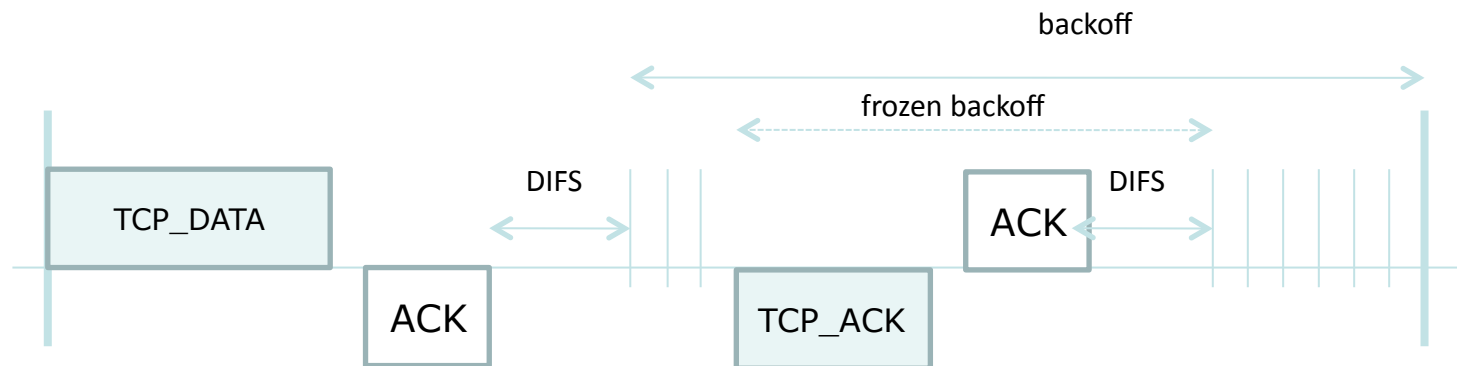 backoff
frozen backoff
DIFS
DIFS
TCP_DATA
ACK
ACK
TCP_ACK